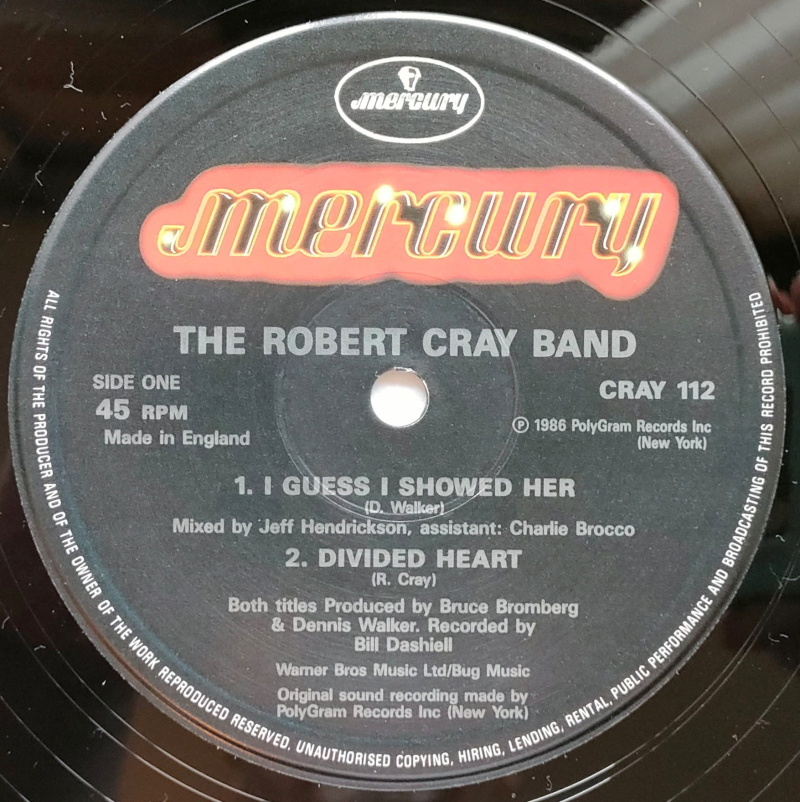 mercury
mercury
THE ROBERT CRAY BAND
SIDE ONE
CRAY 112
45 RPM
Made in England
℗ 1986 PolyGram Records Inc
(New York)
1. I GUESS I SHOWED HER
(D. Walker)
Mixed by Jeff Hendrickson, assistant: Charlie Brocco
2. DIVIDED HEART
(R. Cray)
Both titles Produced by Bruce Bromberg
& Dennis Walker. Recorded by
Bill Dashiell
Warner Bros Music Ltd/Bug Music
Original sound recording made by
PolyGram Records Inc (New York)
ALL RIGHTS OF THE PRODUCER AND OF THE OWNER OF THE WORK REPRODUCED RESERVED. UNAUTHORISED COPYING, HIRING, LENDING, RENTAL, PUBLIC PERFORMANCE AND BROADCASTING OF THIS RECORD PROHIBITED